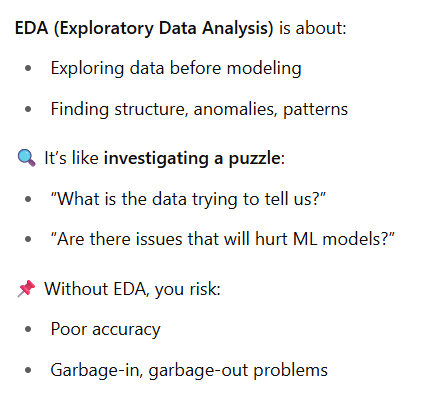 EDA (Exploratory Data Analysis) is about:
• Exploring data before modeling
• Finding structure, anomalies, patterns
🔍 It’s like investigating a puzzle:
• “What is the data trying to tell us?”
• “Are there issues that will hurt ML models?”
📌 Without EDA, you risk:
• Poor accuracy
• Garbage-in, garbage-out problems